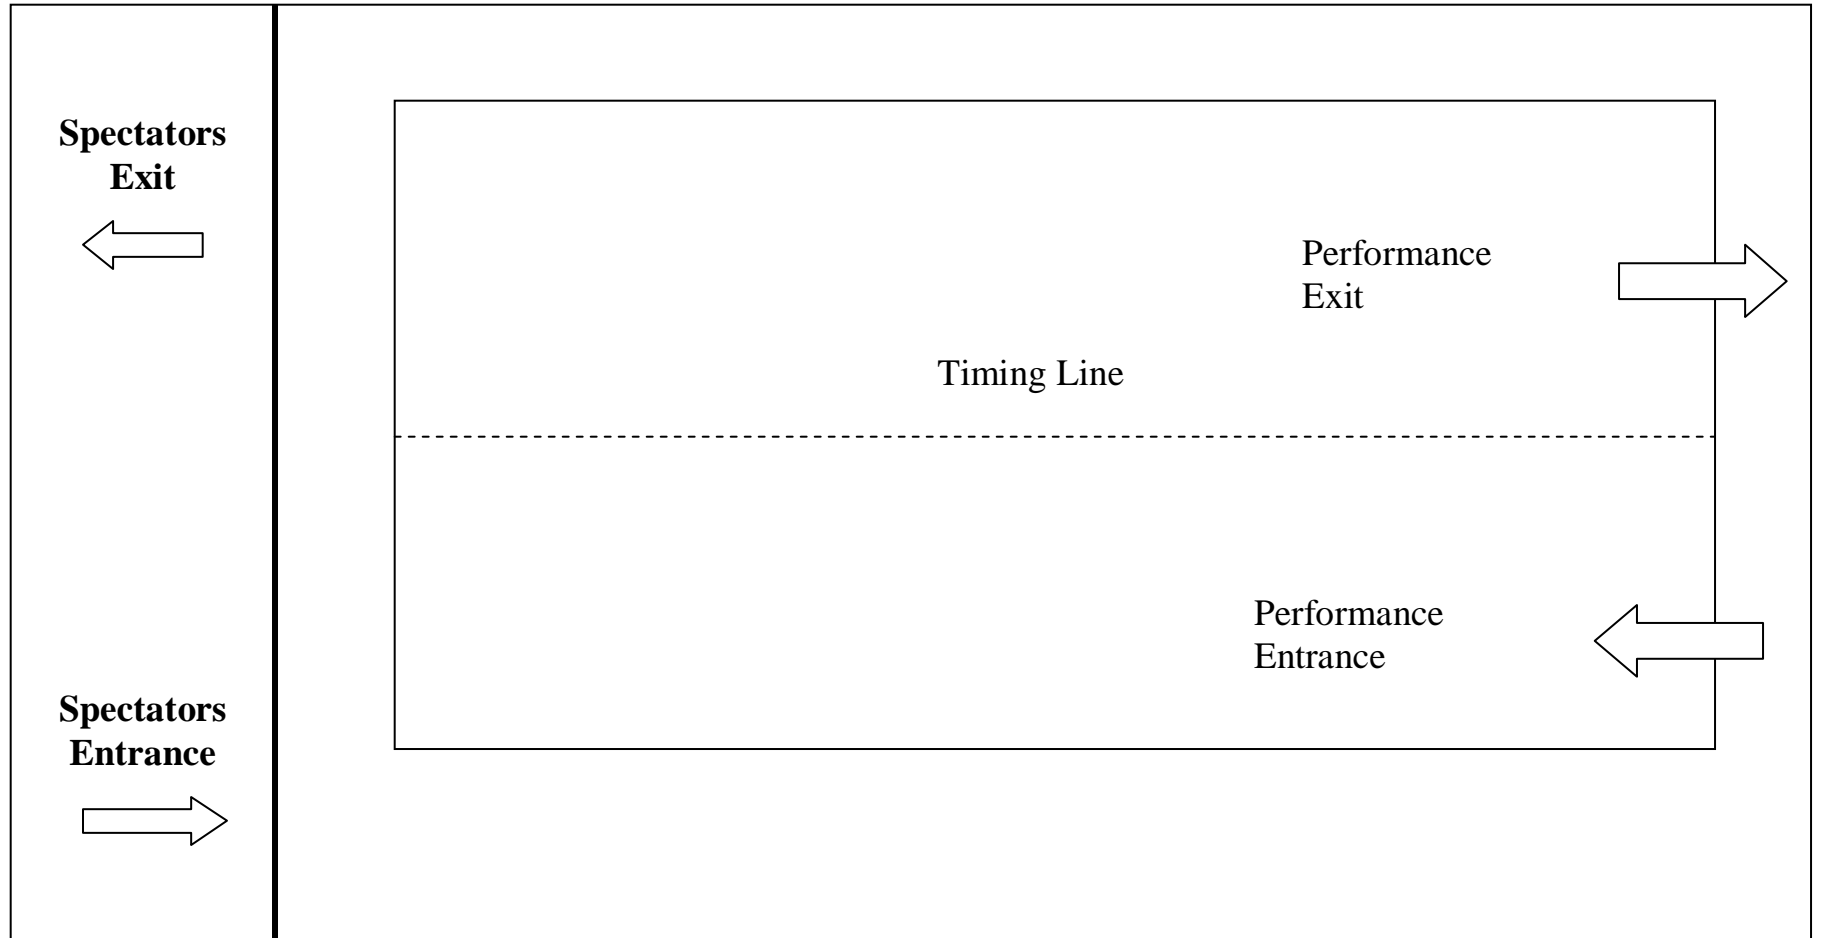 Spectators
Exit
Performance
Exit
Timing Line
Performance
Entrance
Spectators
Entrance